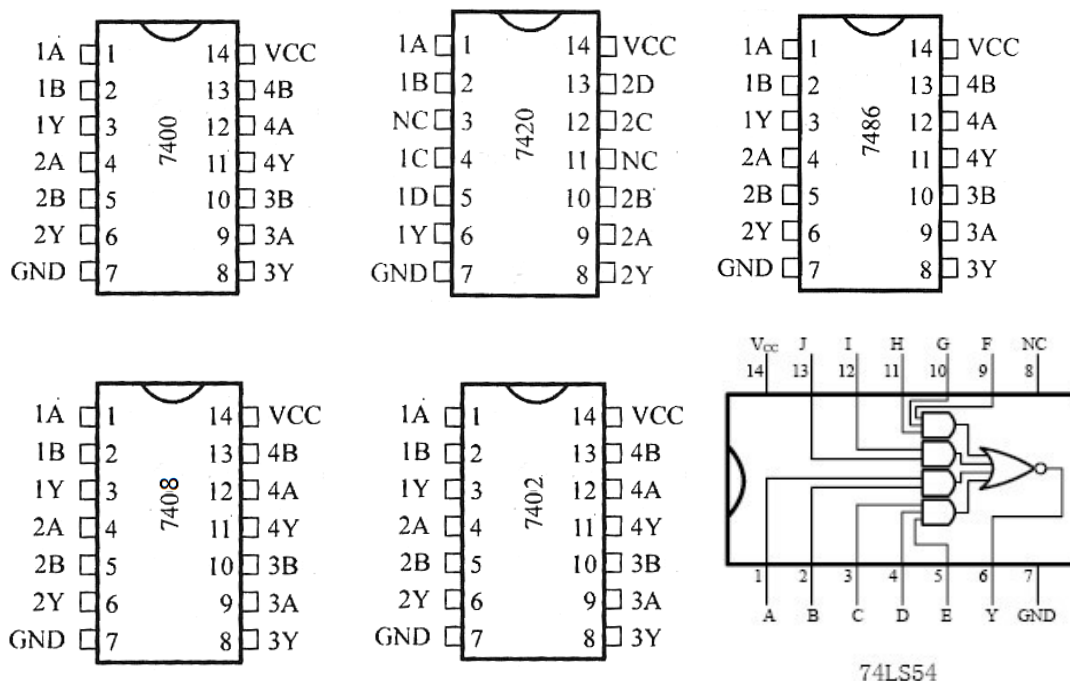 1A 1 14 VCC
1B 2 13 4B
1Y 3 12 4A
2A 4 11 4Y
2B 5 10 3B
2Y 6 9 3A
GND 7 8 3Y
7400
1A 1 14 VCC
1B 2 13 2D
NC 3 12 2C
1C 4 11 NC
1D 5 10 2B
1Y 6 9 2A
GND 7 8 2Y
7420
1A 1 14 VCC
1B 2 13 4B
1Y 3 12 4A
2A 4 11 4Y
2B 5 10 3B
2Y 6 9 3A
GND 7 8 3Y
7486
1A 1 14 VCC
1B 2 13 4B
1Y 3 12 4A
2A 4 11 4Y
2B 5 10 3B
2Y 6 9 3A
GND 7 8 3Y
7408
1A 1 14 VCC
1B 2 13 4B
1Y 3 12 4A
2A 4 11 4Y
2B 5 10 3B
2Y 6 9 3A
GND 7 8 3Y
7402
VCC J I H G F NC
14 13 12 11 10 9 8
1 2 3 4 5 6 7
A B C D E Y GND
74LS54